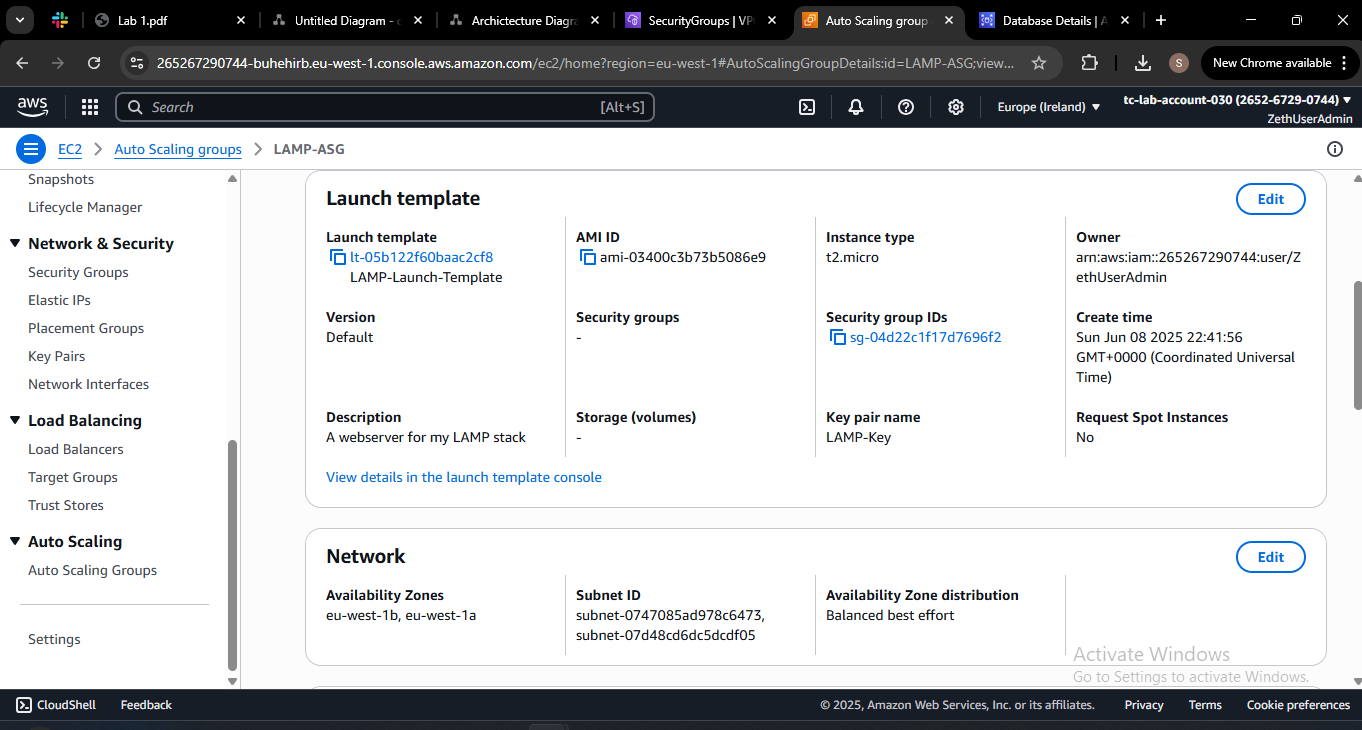 Lab 1.pdf
Untitled Diagram - 
Archictecture Diagra
SecurityGroups | VP
Auto Scaling group
Database Details | A
265267290744-buhehirb.eu-west-1.console.aws.amazon.com/ec2/home?region=eu-west-1#AutoScalingGroupDetails:id=LAMP-ASG;view...
S
New Chrome available
aws
Search
[Alt+S]
Europe (Ireland)
tc-lab-account-030 (2652-6729-0744)
ZethUserAdmin
EC2
Auto Scaling groups
LAMP-ASG
Snapshots
Lifecycle Manager
Network & Security
Security Groups
Elastic IPs
Placement Groups
Key Pairs
Network Interfaces
Load Balancing
Load Balancers
Target Groups
Trust Stores
Auto Scaling
Auto Scaling Groups
Settings
Launch template
Edit
Launch template
lt-05b122f60baac2cf8
LAMP-Launch-Template
AMI ID
ami-03400c3b73b5086e9
Instance type
t2.micro
Owner
arn:aws:iam::265267290744:user/Z
ethUserAdmin
Version
Default
Security groups
-
Security group IDs
sg-04d22c1f17d7696f2
Create time
Sun Jun 08 2025 22:41:56
GMT+0000 (Coordinated Universal
Time)
Description
A webserver for my LAMP stack
Storage (volumes)
-
Key pair name
LAMP-Key
Request Spot Instances
No
View details in the launch template console
Network
Edit
Availability Zones
eu-west-1b, eu-west-1a
Subnet ID
subnet-0747085ad978c6473,
subnet-07d48cd6dc5dcdf05
Availability Zone distribution
Balanced best effort
Activate Windows
Go to Settings to activate Windows.
CloudShell
Feedback
© 2025, Amazon Web Services, Inc. or its affiliates.
Privacy
Terms
Cookie preferences